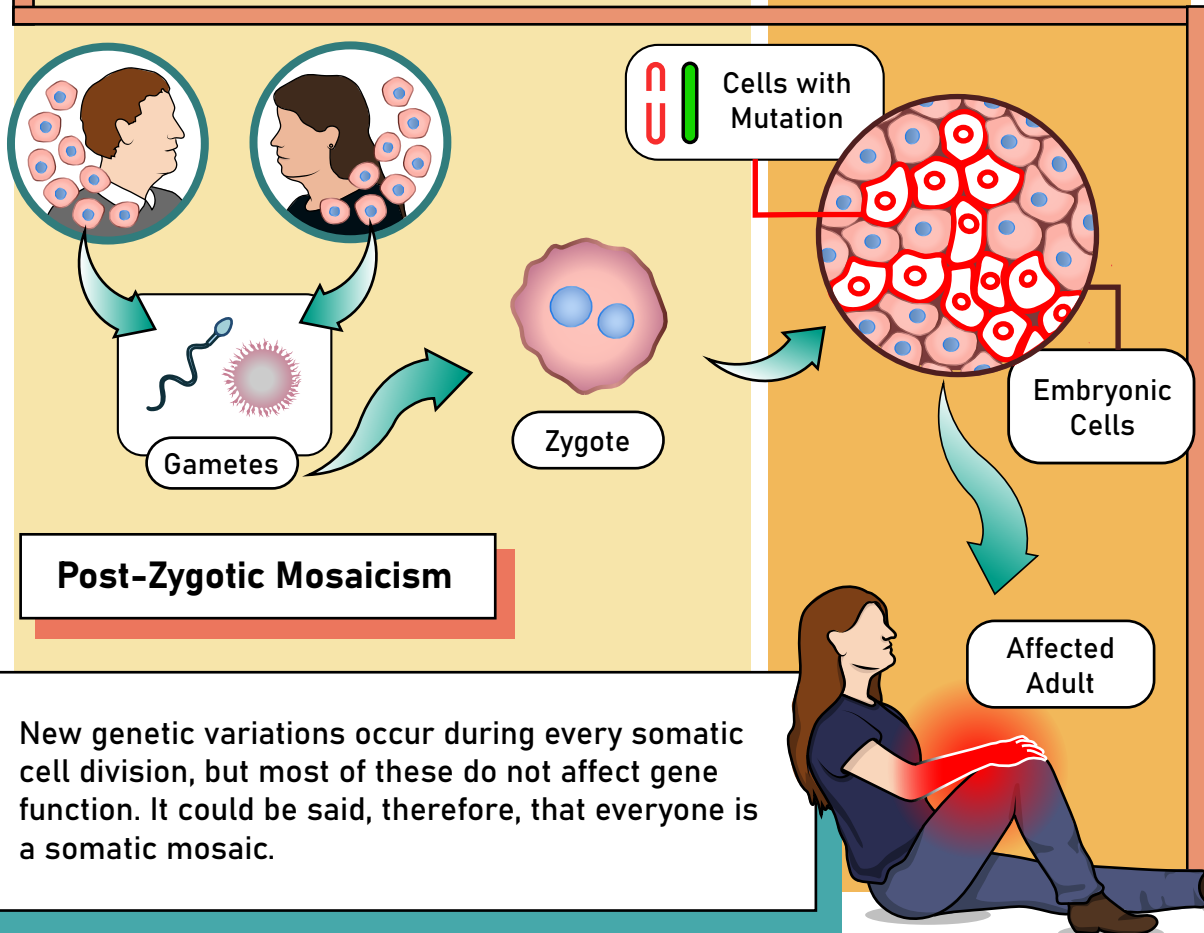 Cells with
Mutation
Embryonic
Cells
Zygote
Gametes
Post-Zygotic Mosaicism
Affected
Adult
New genetic variations occur during every somatic
cell division, but most of these do not affect gene
function. It could be said, therefore, that everyone is
a somatic mosaic.